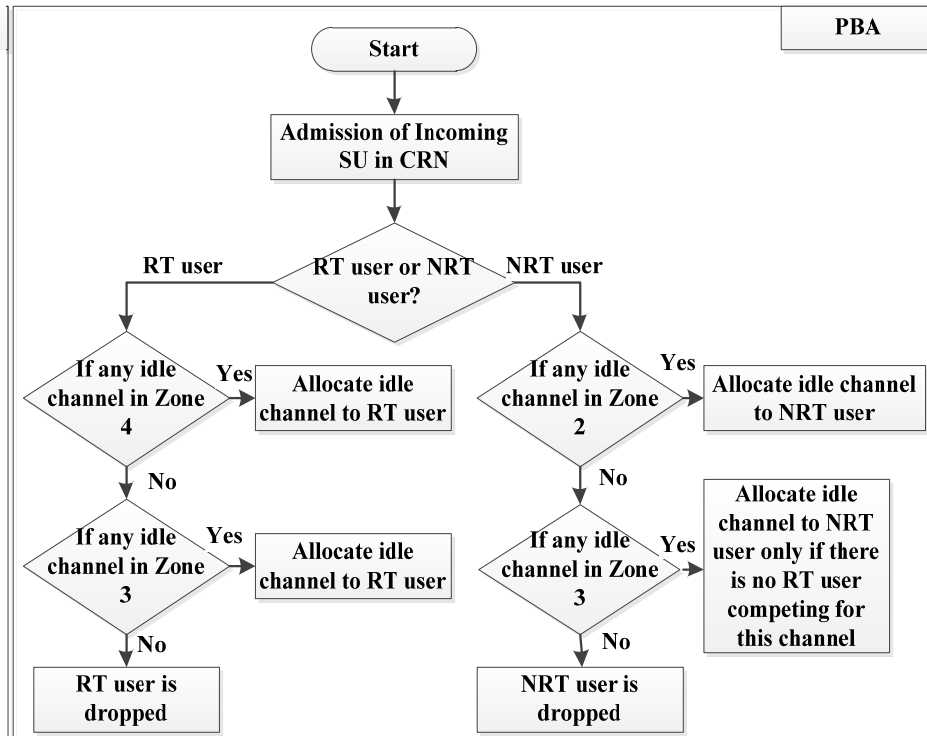 PBA
Start
Admission of Incoming
SU in CRN
RT user or NRT
user?
RT user
NRT user
If any idle
channel in Zone
4
Yes
Allocate idle
channel to RT user
No
If any idle
channel in Zone
3
Yes
Allocate idle
channel to RT user
No
RT user is
dropped
If any idle
channel in Zone
2
Yes
Allocate idle channel
to NRT user
No
If any idle
channel in Zone
3
Yes
Allocate idle
channel to NRT
user only if there
is no RT user
competing for
this channel
No
NRT user is
dropped